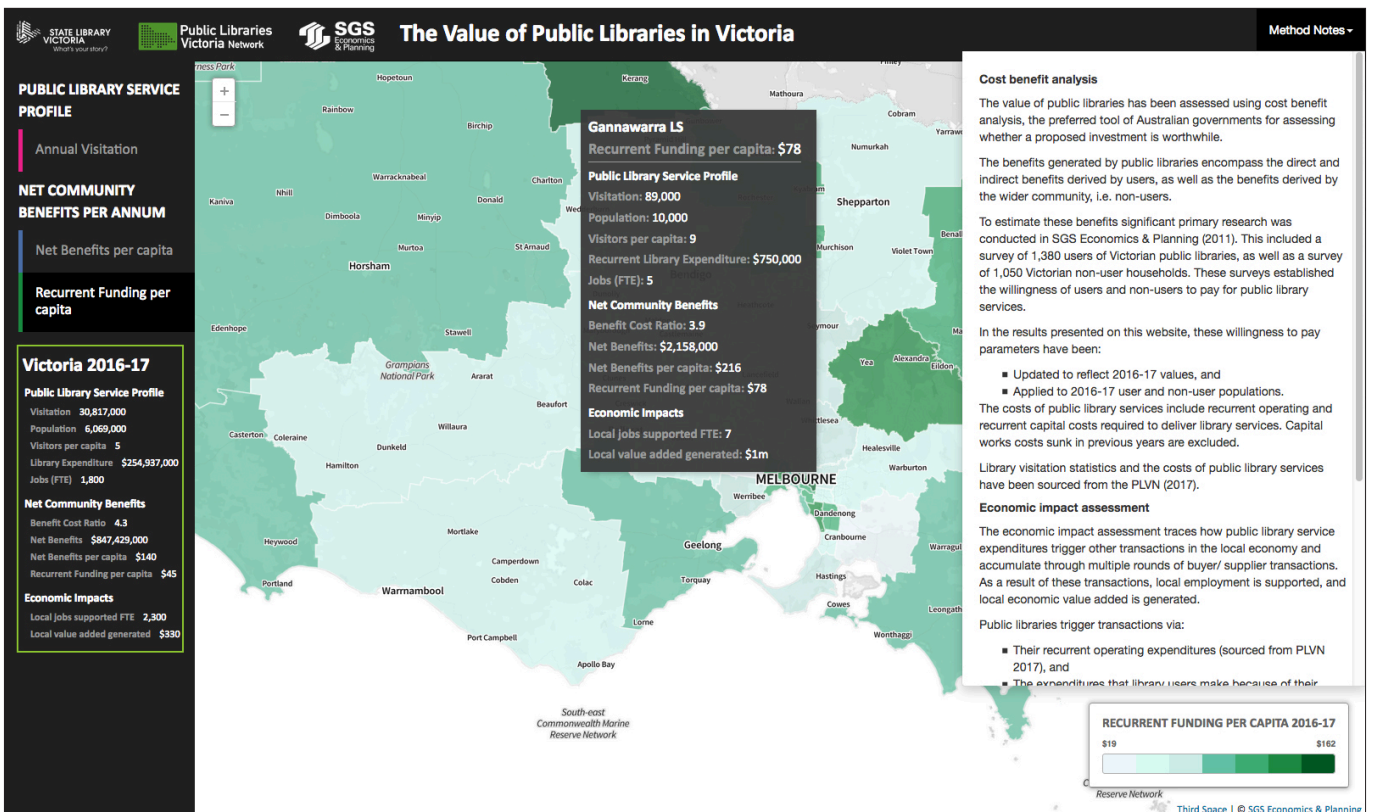 STATE LIBRARY
VICTORIA
What's your story?
Public Libraries
Victoria Network
SGS
Economics
& Planning
The Value of Public Libraries in Victoria
Method Notes
PUBLIC LIBRARY SERVICE
PROFILE
Annual Visitation
NET COMMUNITY
BENEFITS PER ANNUM
Net Benefits per capita
Recurrent Funding per
capita
Victoria 2016-17
Public Library Service Profile
Visitation 30,817,000
Population 6,069,000
Visitors per capita 5
Library Expenditure $254,937,000
Jobs (FTE) 1,800
Net Community Benefits
Benefit Cost Ratio 4.3
Net Benefits $847,429,000
Net Benefits per capita $140
Recurrent Funding per capita $45
Economic Impacts
Local jobs supported FTE 2,300
Local value added generated $330
+
−
ness Park
Hopetoun
Kerang
Mathoura
Rainbow
Birchip
Cobram
Yarraw
Numurkah
Warracknabeal
Charlton
Nhill
Kaniva
Donald
Wed
Dimboola
Minyip
Shepparton
Murtoa
St Arnaud
Murchison
Violet Town
Benal
Horsham
Edenhope
Stawell
ymour
Ma
Grampians
National Park
Ararat
Yea
Alexandra
Eildon
Beaufort
Willaura
tlesea
Casterton
Coleraine
Dunkeld
Healesville
Hamilton
Warburton
MELBOURNE
Werribee
Dandenong
Mortlake
Heywood
Geelong
Cranbourne
Warragul
Camperdown
Cobden
Colac
Torquay
Hastings
Portland
Warrnambool
Cowes
Leongath
Lorne
Port Campbell
Wonthaggi
Apollo Bay
South-east
Commonwealth Marine
Reserve Network
Gannawarra LS
Recurrent Funding per capita: $78
Public Library Service Profile
Visitation: 89,000
Population: 10,000
Visitors per capita: 9
Recurrent Library Expenditure: $750,000
Jobs (FTE): 5
Net Community Benefits
Benefit Cost Ratio: 3.9
Net Benefits: $2,158,000
Net Benefits per capita: $216
Recurrent Funding per capita: $78
Economic Impacts
Local jobs supported FTE: 7
Local value added generated: $1m
Cost benefit analysis
The value of public libraries has been assessed using cost benefit
analysis, the preferred tool of Australian governments for assessing
whether a proposed investment is worthwhile.
The benefits generated by public libraries encompass the direct and
indirect benefits derived by users, as well as the benefits derived by
the wider community, i.e. non-users.
To estimate these benefits significant primary research was
conducted in SGS Economics & Planning (2011). This included a
survey of 1,380 users of Victorian public libraries, as well as a survey
of 1,050 Victorian non-user households. These surveys established
the willingness of users and non-users to pay for public library
services.
In the results presented on this website, these willingness to pay
parameters have been:
■ Updated to reflect 2016-17 values, and
■ Applied to 2016-17 user and non-user populations.
The costs of public library services include recurrent operating and
recurrent capital costs required to deliver library services. Capital
works costs sunk in previous years are excluded.
Library visitation statistics and the costs of public library services
have been sourced from the PLVN (2017).
Economic impact assessment
The economic impact assessment traces how public library service
expenditures trigger other transactions in the local economy and
accumulate through multiple rounds of buyer/ supplier transactions.
As a result of these transactions, local employment is supported, and
local economic value added is generated.
Public libraries trigger transactions via:
■ Their recurrent operating expenditures (sourced from PLVN
2017), and
■ The expenditures that library users make because of their
RECURRENT FUNDING PER CAPITA 2016-17
$19 $162
Reserve Network
Third Space | © SGS Economics & Planning